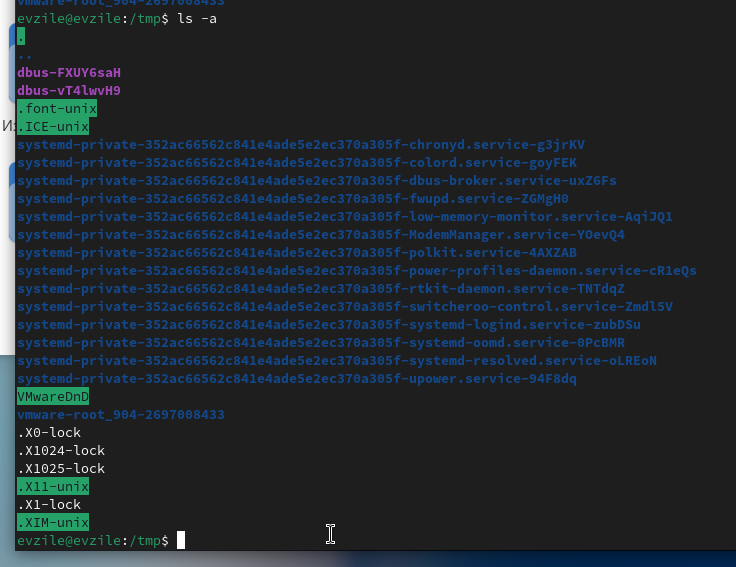 vmware-root_904-2697008433
evzile@evzile:/tmp$ ls -a
.
..
dbus-FXUY6saH
dbus-vT4lwvH9
.font-unix
.ICE-unix
systemd-private-352ac66562c841e4ade5e2ec370a305f-chronyd.service-g3jrKV
systemd-private-352ac66562c841e4ade5e2ec370a305f-colord.service-goyFEK
systemd-private-352ac66562c841e4ade5e2ec370a305f-dbus-broker.service-uxZ6Fs
systemd-private-352ac66562c841e4ade5e2ec370a305f-fwupd.service-ZGMgH0
systemd-private-352ac66562c841e4ade5e2ec370a305f-low-memory-monitor.service-AqiJQ1
systemd-private-352ac66562c841e4ade5e2ec370a305f-ModemManager.service-YOevQ4
systemd-private-352ac66562c841e4ade5e2ec370a305f-polkit.service-4AXZAB
systemd-private-352ac66562c841e4ade5e2ec370a305f-power-profiles-daemon.service-cR1eQs
systemd-private-352ac66562c841e4ade5e2ec370a305f-rtkit-daemon.service-TNTdqZ
systemd-private-352ac66562c841e4ade5e2ec370a305f-switcheroo-control.service-Zmdl5V
systemd-private-352ac66562c841e4ade5e2ec370a305f-systemd-logind.service-zubDSu
systemd-private-352ac66562c841e4ade5e2ec370a305f-systemd-oomd.service-0PcBMR
systemd-private-352ac66562c841e4ade5e2ec370a305f-systemd-resolved.service-oLREoN
systemd-private-352ac66562c841e4ade5e2ec370a305f-upower.service-94F8dq
VMwareDnD
vmware-root_904-2697008433
.X0-lock
.X1024-lock
.X1025-lock
.X11-unix
.X1-lock
.XIM-unix
evzile@evzile:/tmp$